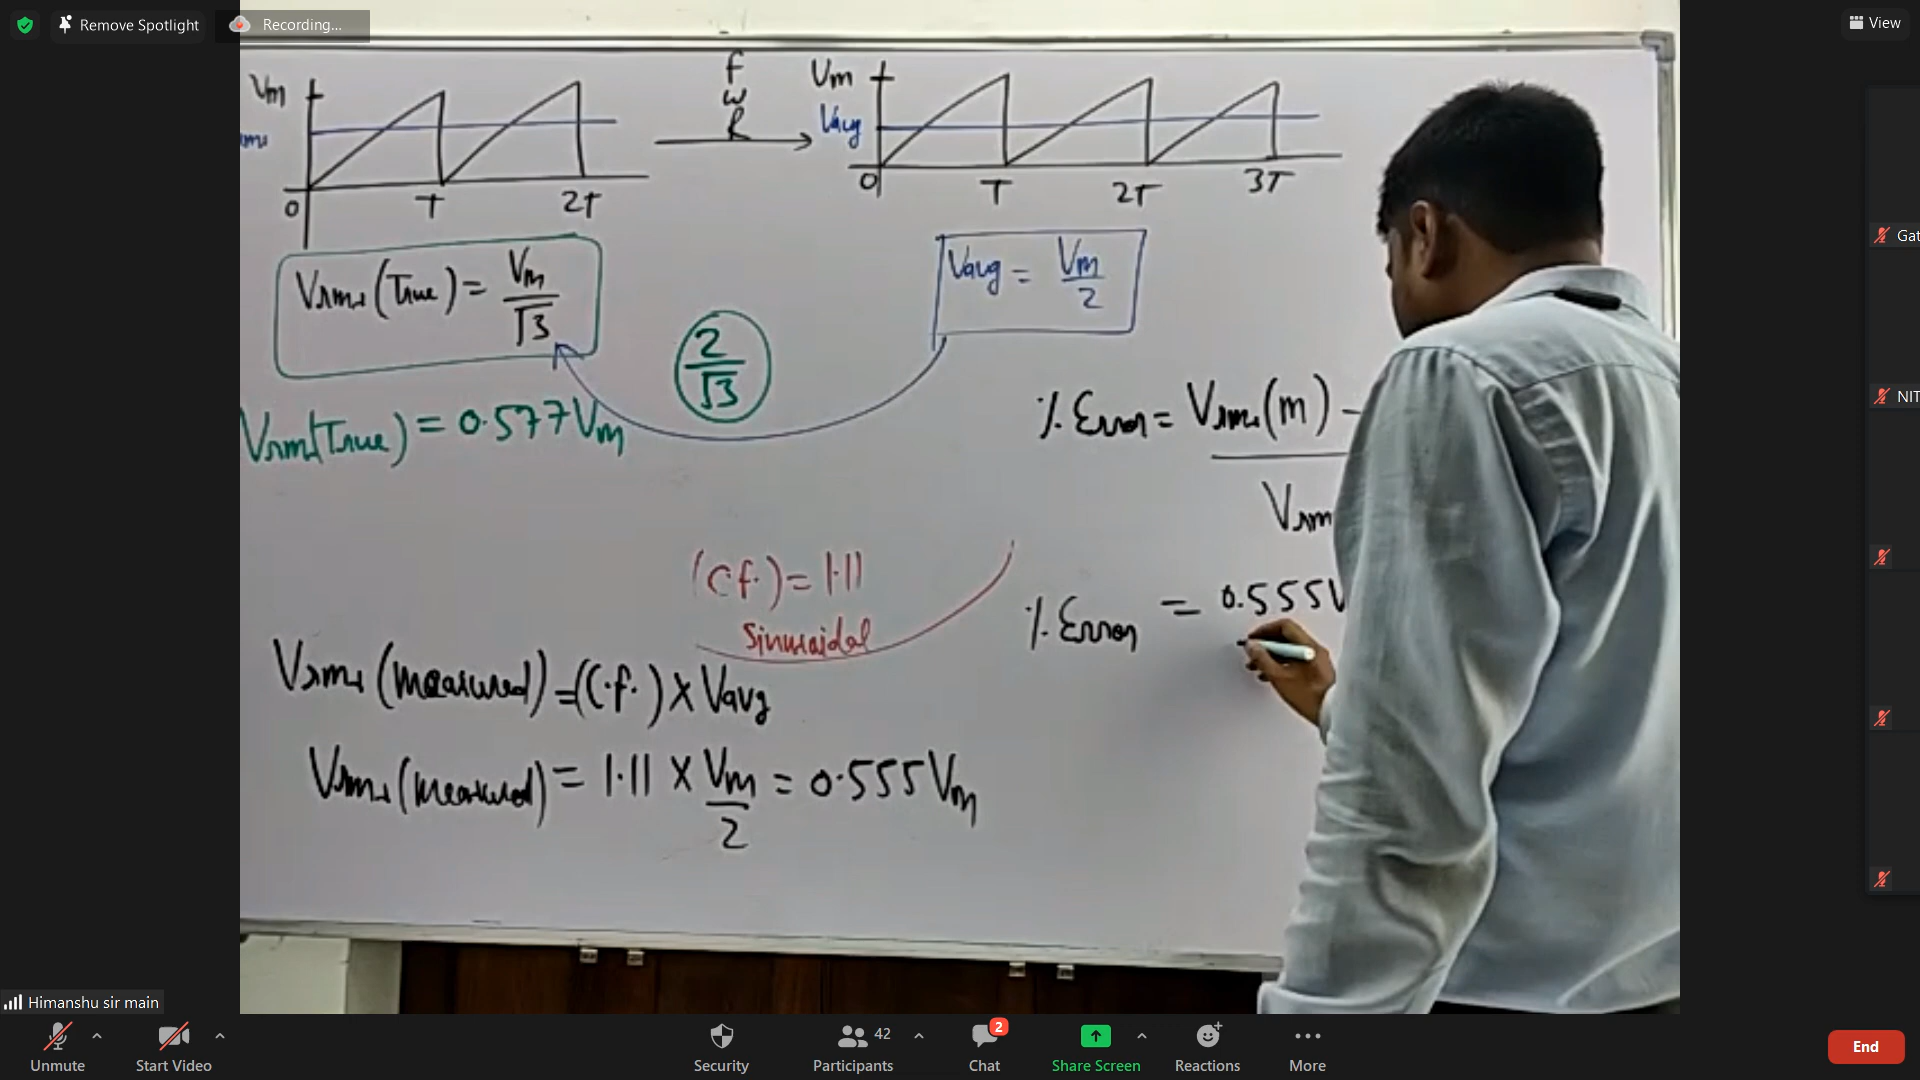 Remove Spotlight
Recording...
View
Vm
0
T
2T
F
W
R
Vm
Vavg
0
T
2T
3T
Vrms (True) = Vm/√3
Vavg = Vm/2
2/√3
Vrms(True) = 0.577Vm
% Error = Vrms(m) -
Vrm
(C.f.) = 1.11
Sinusoidal
% Error = 0.555V
Vrms (measured) = (C.f.) X Vavg
Vrms (measured) = 1.11 X Vm/2 = 0.555Vm
Gat
NIT
Himanshu sir main
Unmute
Start Video
Security
Participants
42
Chat
2
Share Screen
Reactions
More
End